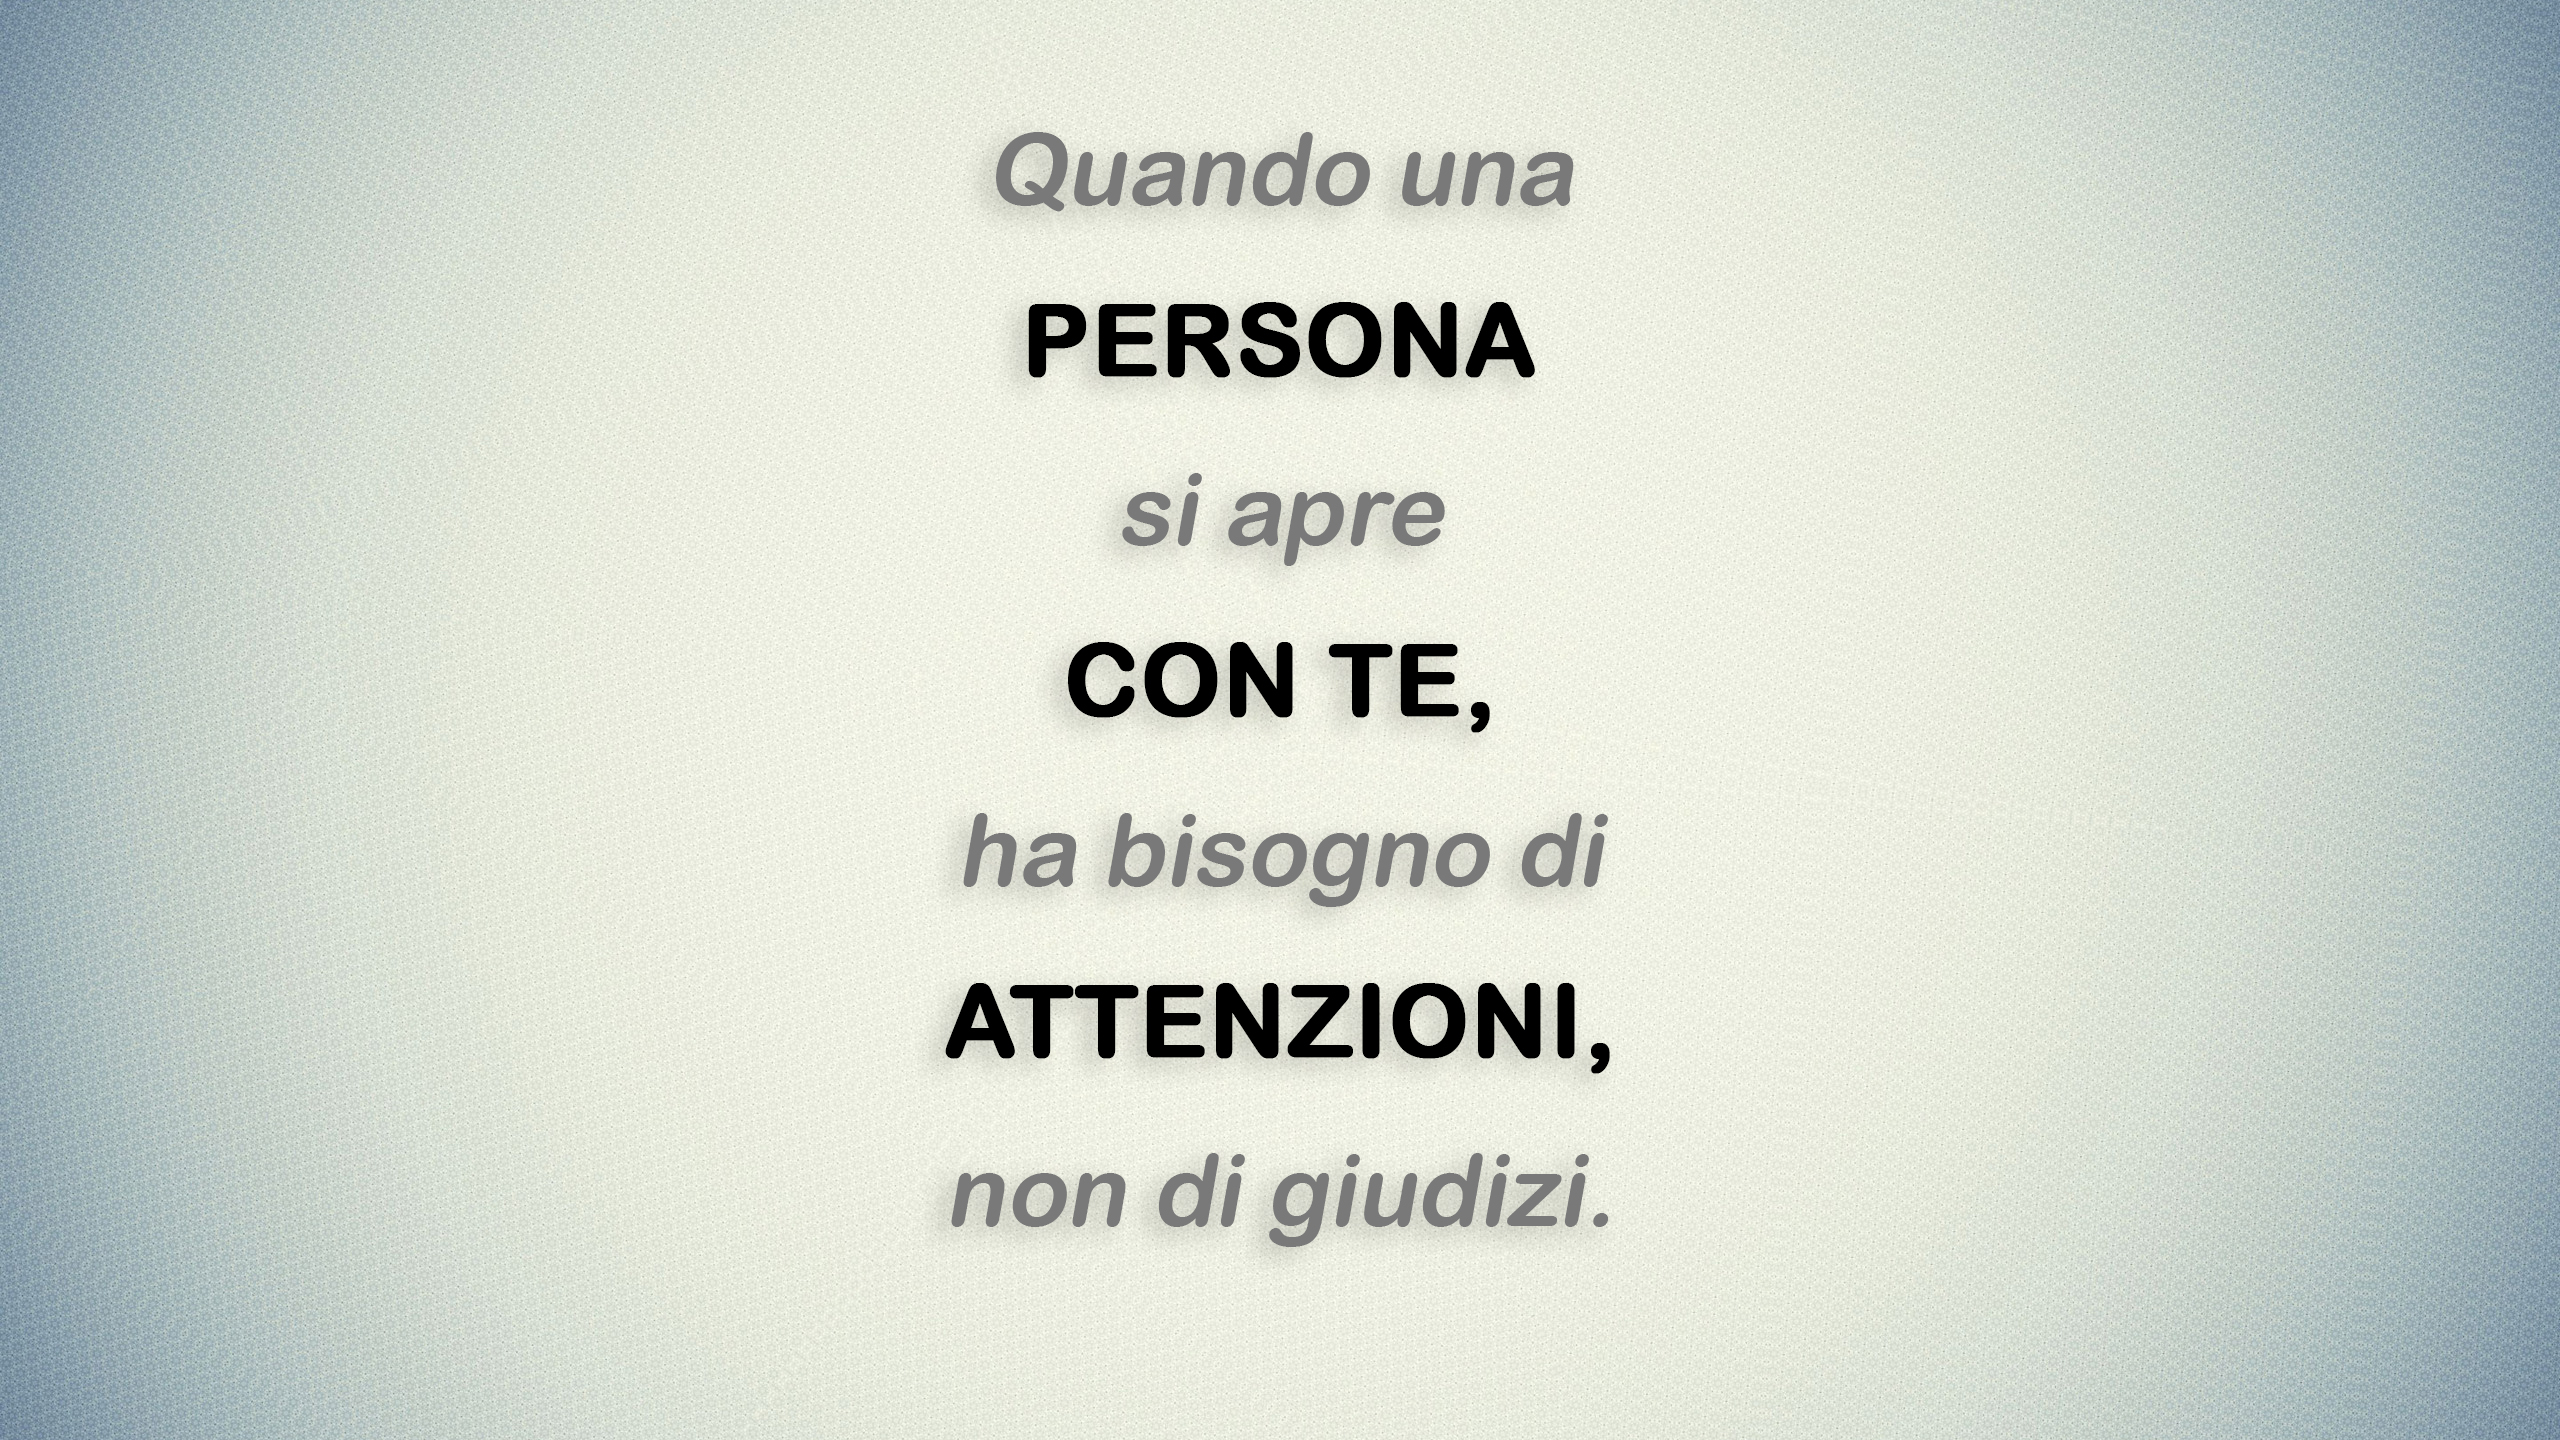 Quando una
PERSONA
si apre
CON TE,
ha bisogno di
ATTENZIONI,
non di giudizi.